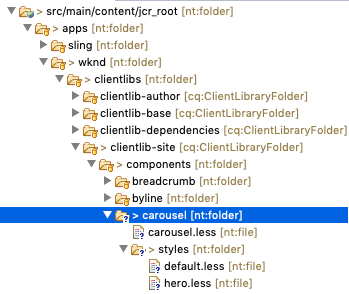 > src/main/content/jcr_root [nt:folder]
> apps [nt:folder]
sling [nt:folder]
> wknd [nt:folder]
> clientlibs [nt:folder]
clientlib-author [cq:ClientLibraryFolder]
clientlib-base [cq:ClientLibraryFolder]
clientlib-dependencies [cq:ClientLibraryFolder]
> clientlib-site [cq:ClientLibraryFolder]
> components [nt:folder]
breadcrumb [nt:folder]
byline [nt:folder]
> carousel [nt:folder]
carousel.less [nt:file]
> styles [nt:folder]
default.less [nt:file]
hero.less [nt:file]